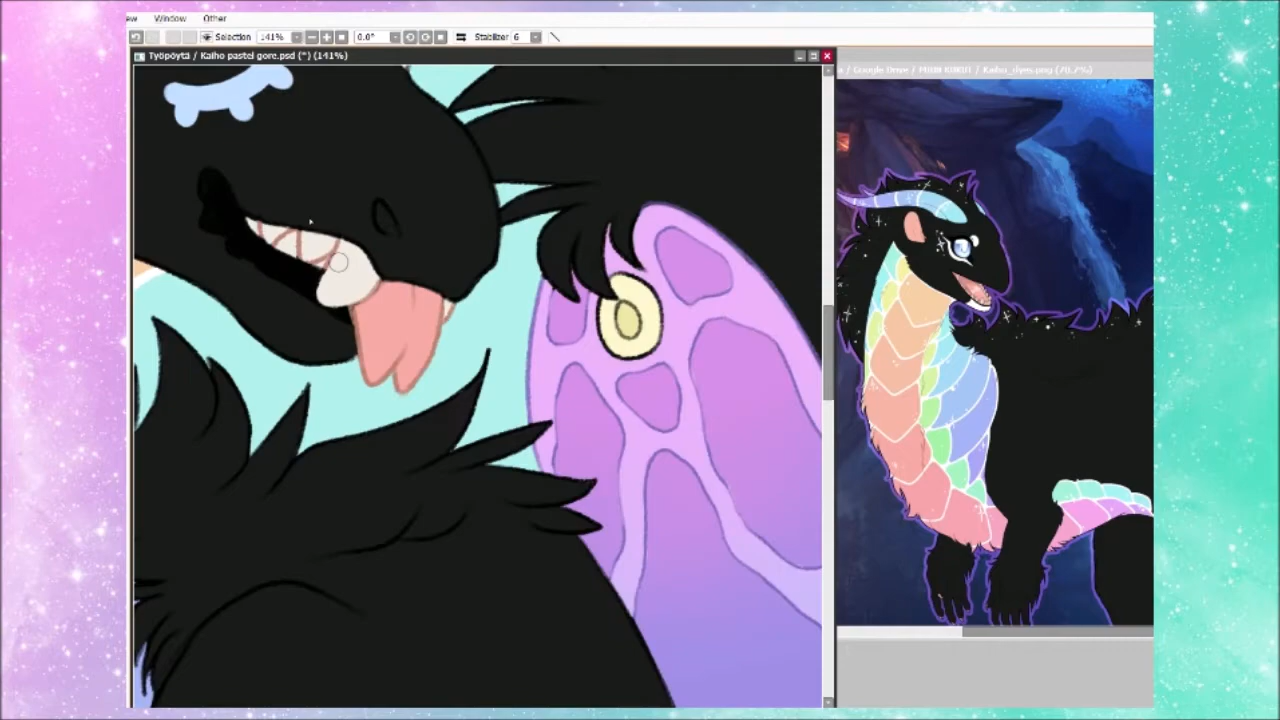 ew Window Other
Selection 141% 0.0° Stabilizer 6
Työpöytä / Kaiho pastel gore.psd (*) (141%)
/ Google Drive / / Kaiho_dyes.png (70.7%)